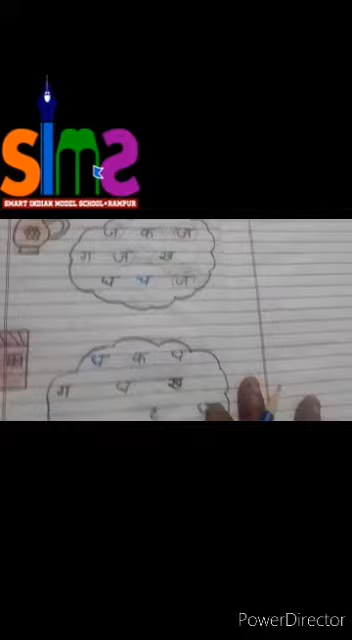 SIMS
SMART INDIAN MODEL SCHOOL•RAMPUR
ज क ज
ग ज ख
घ च ज
घ क घ
ग घ ख
PowerDirector